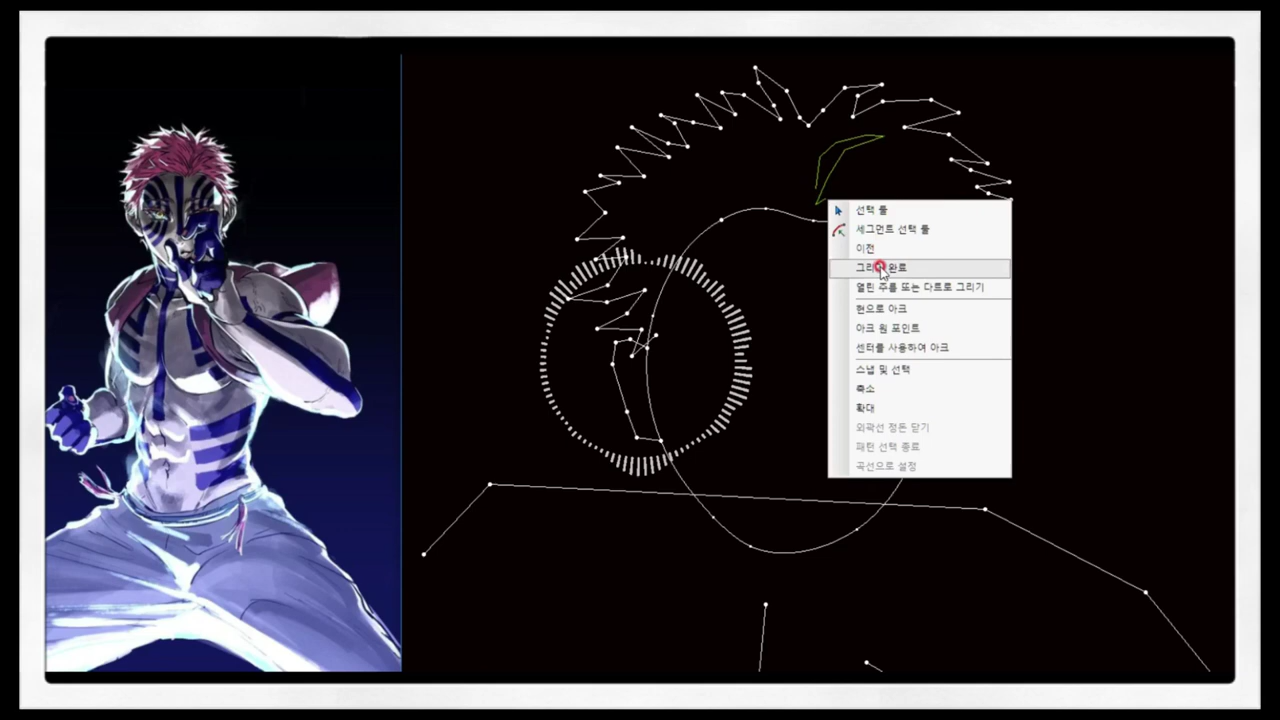 선택 툴
세그먼트 선택 툴
이전
그리기 완료
열린 주름 또는 다트로 그리기
현으로 아크
아크 원 포인트
센터를 사용하여 아크
스냅 및 선택
축소
확대
외곽선 정돈 닫기
패턴 선택 종료
곡선으로 설정